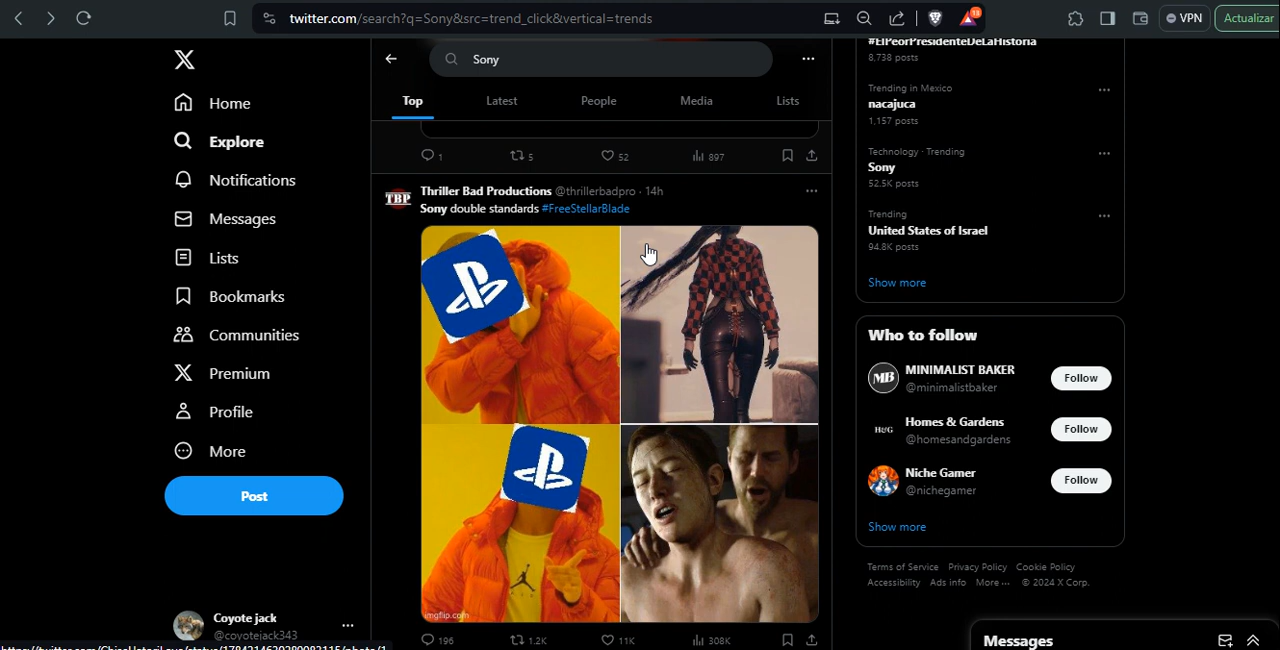 twitter.com/search?q=Sony&src=trend_click&vertical=trends
18
VPN
Actualizar
Home
Explore
Notifications
Messages
Lists
Bookmarks
Communities
Premium
Profile
More
Post
Coyote jack
@coyotejack343
Sony
Top
Latest
People
Media
Lists
1
5
52
897
Thriller Bad Productions @thrillerbadpro · 14h
Sony double standards #FreeStellarBlade
TBP
imgflip.com
196
1.2K
11K
308K
#ElPeorPresidenteDeLaHistoria
8,738 posts
Trending in Mexico
nacajuca
1,157 posts
Technology · Trending
Sony
52.5K posts
Trending
United States of Israel
94.8K posts
Show more
Who to follow
MB
MINIMALIST BAKER
@minimalistbaker
Follow
H&G
Homes & Gardens
@homesandgardens
Follow
Niche Gamer
@nichegamer
Follow
Show more
Terms of Service Privacy Policy Cookie Policy
Accessibility Ads info More ··· © 2024 X Corp.
Messages